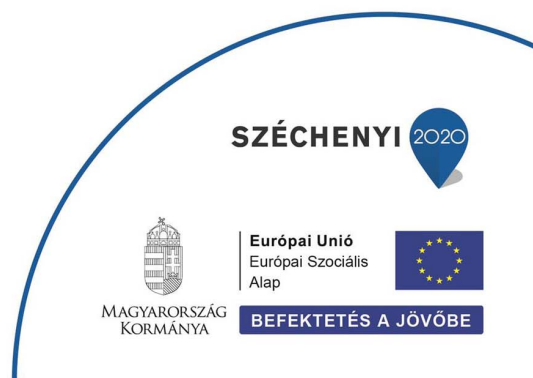 SZÉCHENYI 2020
Európai Unió
Európai Szociális
Alap
MAGYARORSZÁG
KORMÁNYA
BEFEKTETÉS A JÖVŐBE